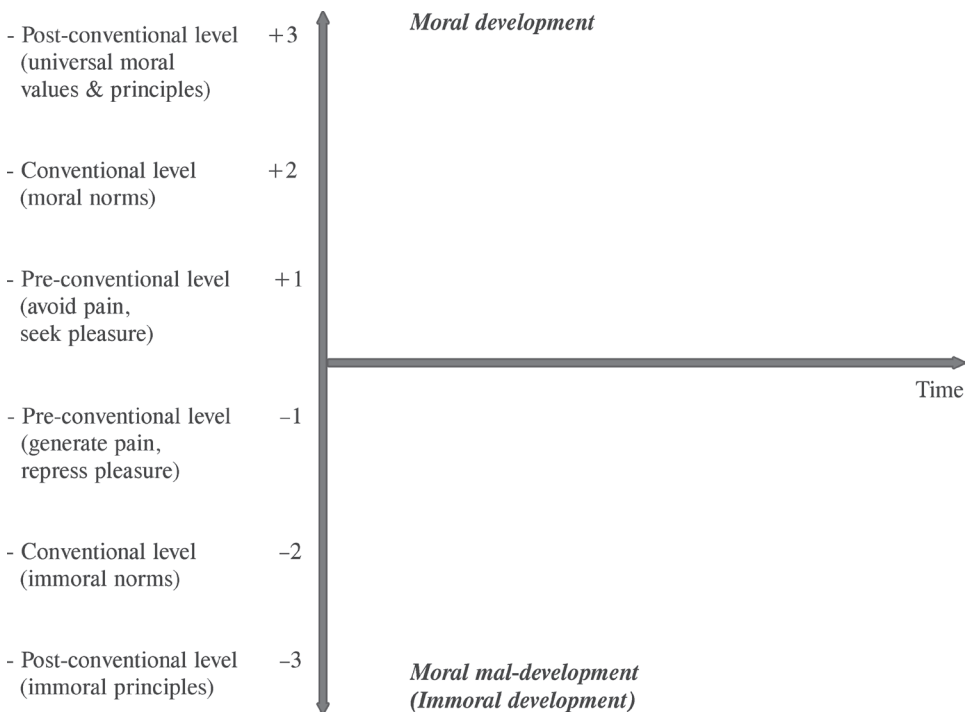 Moral development
- Post-conventional level +3
(universal moral
values & principles)
- Conventional level +2
(moral norms)
- Pre-conventional level +1
(avoid pain,
seek pleasure)
Time
- Pre-conventional level –1
(generate pain,
repress pleasure)
- Conventional level –2
(immoral norms)
- Post-conventional level –3
(immoral principles)
Moral mal-development
(Immoral development)